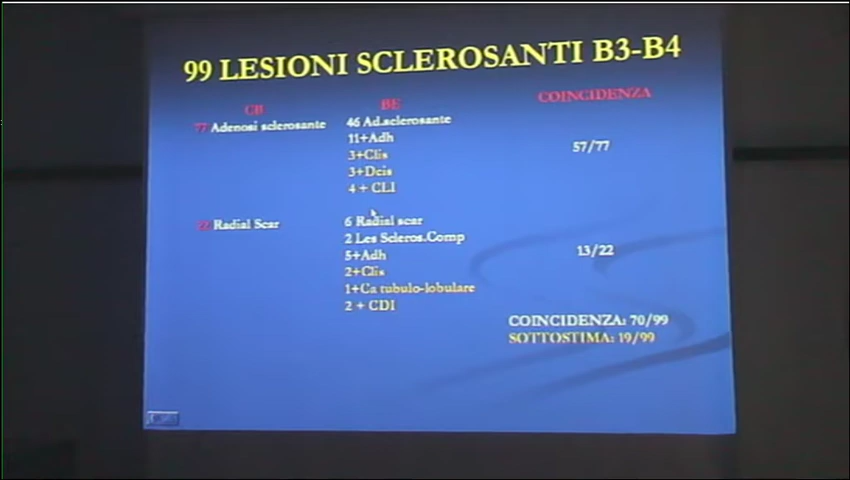 99 LESIONI SCLEROSANTI B3-B4
CB BE COINCIDENZA
77 Adenosi sclerosante
46 Ad.sclerosante
11+Adh
3+Clis
3+Dcis
4 + CLI
57/77
22 Radial Scar
6 Radial scar
2 Les Scleros.Comp
5+Adh
2+Clis
1+Ca tubulo-lobulare
2 + CDI
13/22
COINCIDENZA: 70/99
SOTTOSTIMA: 19/99